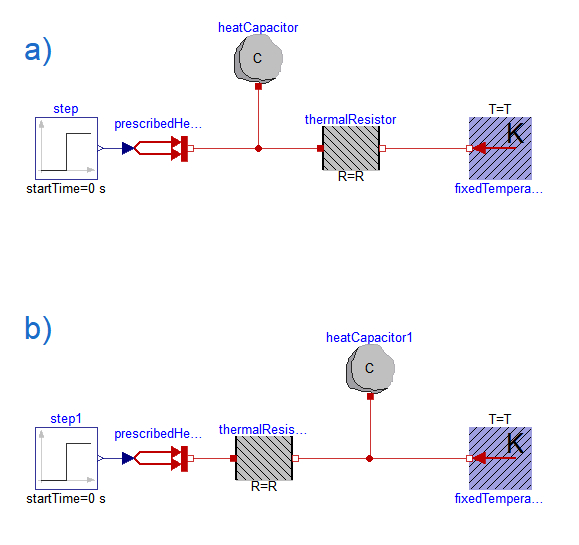 a)
heatCapacitor
C
step
prescribedHe...
thermalResistor
T=T
K
startTime=0 s
R=R
fixedTempera...
b)
heatCapacitor1
C
step1
prescribedHe...
thermalResis...
T=T
K
startTime=0 s
R=R
fixedTempera...